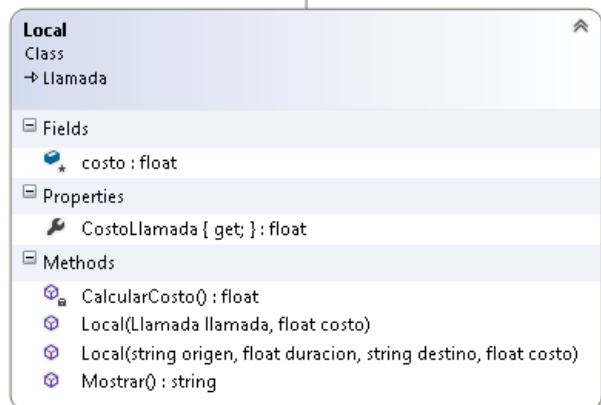 Local
Class
Llamada
Fields
costo : float
Properties
CostoLlamada { get; } : float
Methods
CalcularCosto() : float
Local(Llamada llamada, float costo)
Local(string origen, float duracion, string destino, float costo)
Mostrar() : string